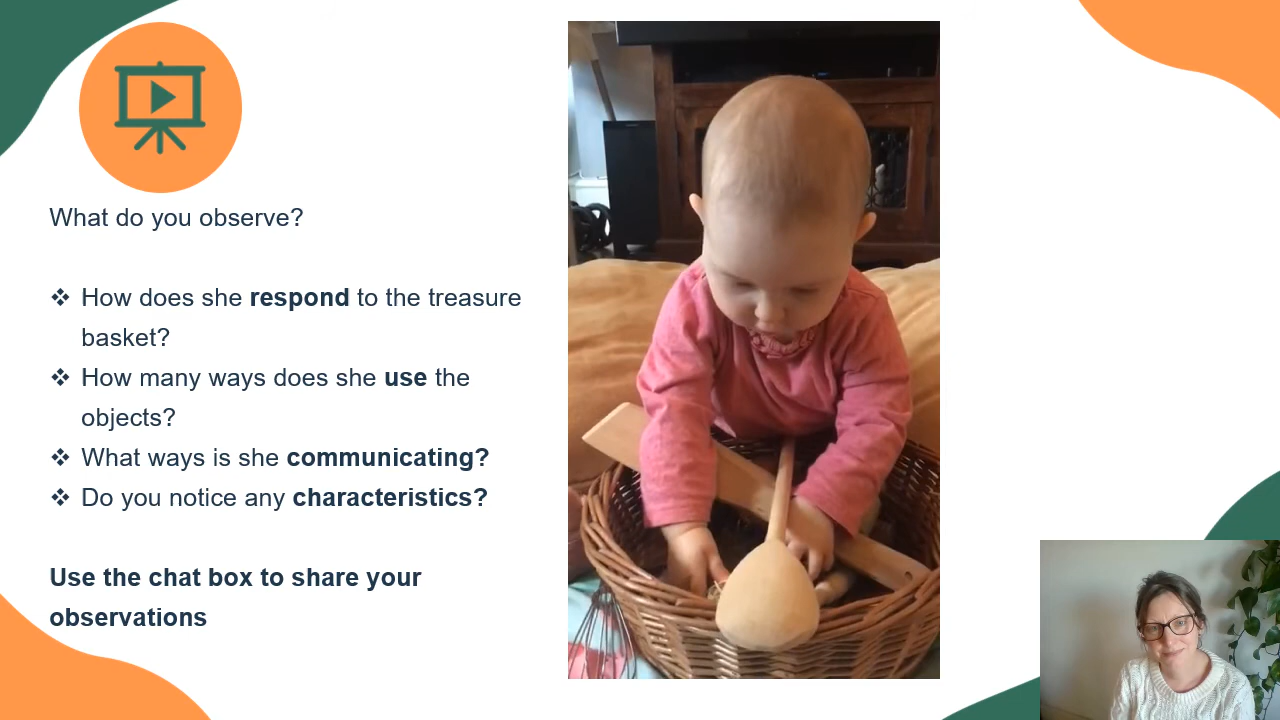 What do you observe?
❖ How does she respond to the treasure
basket?
❖ How many ways does she use the
objects?
❖ What ways is she communicating?
❖ Do you notice any characteristics?
Use the chat box to share your
observations